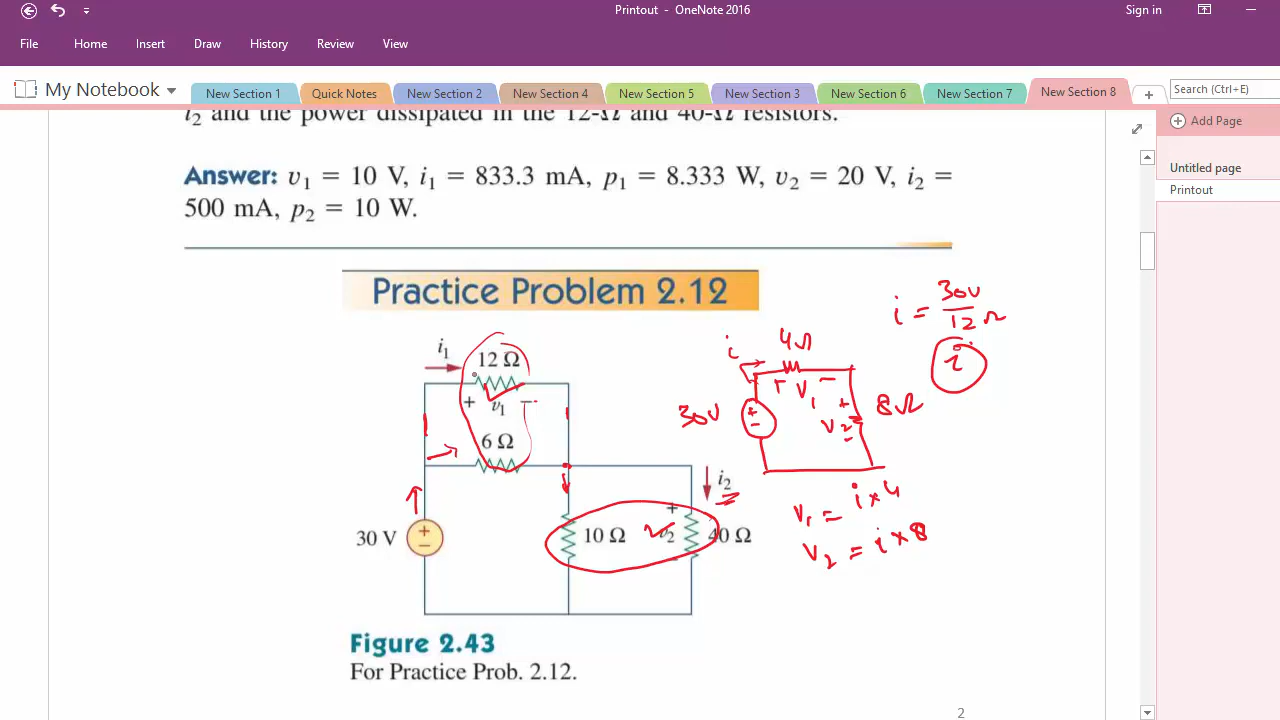 Printout - OneNote 2016
Sign in
File Home Insert Draw History Review View
My Notebook
New Section 1
Quick Notes
New Section 2
New Section 4
New Section 5
New Section 3
New Section 6
New Section 7
New Section 8
Search (Ctrl+E)
Add Page
Untitled page
Printout
i2 and the power dissipated in the 12-Ω and 40-Ω resistors.
Answer: v1 = 10 V, i1 = 833.3 mA, p1 = 8.333 W, v2 = 20 V, i2 =
500 mA, p2 = 10 W.
Practice Problem 2.12
i1
12 Ω
+ v1 −
6 Ω
i2
30 V
+
−
10 Ω
+
v2
40 Ω
Figure 2.43
For Practice Prob. 2.12.
i = 30V / 12 Ω
i
i
4Ω
+ V1 −
30V
+
−
+
V2
−
8Ω
V1 = i × 4
V2 = i × 8
2